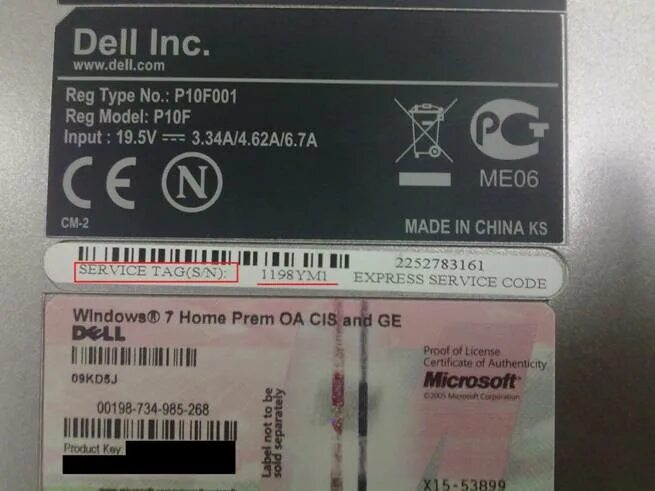 Dell Inc.
www.dell.com
Reg Type No.: P10F001
Reg Model: P10F
Input : 19.5V 3.34A/4.62A/6.7A
CE N PCT
ME06
CM-2
MADE IN CHINA KS
SERVICE TAG(S/N): 1198YM1
2252783161
EXPRESS SERVICE CODE
Windows® 7 Home Prem OA CIS and GE
DELL
09KD5J
00198-734-985-268
Product Key:
Label not to be
sold separately
Proof of License
Certificate of Authenticity
Microsoft
©2005 Microsoft Corporation
X15-53899